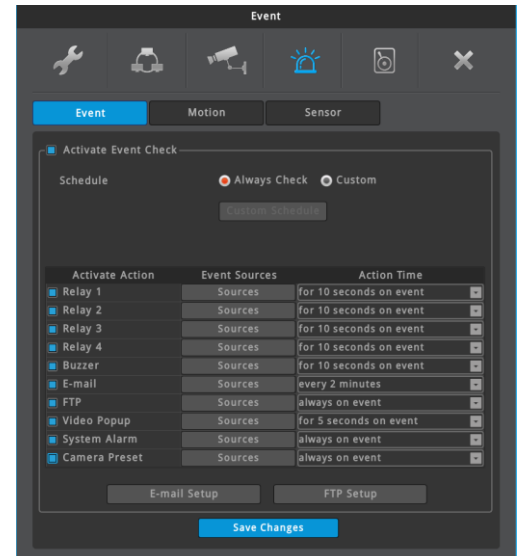 Event
Event Motion Sensor
Activate Event Check
Schedule Always Check Custom
Custom Schedule
Activate Action Event Sources Action Time
Relay 1 Sources for 10 seconds on event
Relay 2 Sources for 10 seconds on event
Relay 3 Sources for 10 seconds on event
Relay 4 Sources for 10 seconds on event
Buzzer Sources for 10 seconds on event
E-mail Sources every 2 minutes
FTP Sources always on event
Video Popup Sources for 5 seconds on event
System Alarm Sources always on event
Camera Preset Sources always on event
E-mail Setup FTP Setup
Save Changes